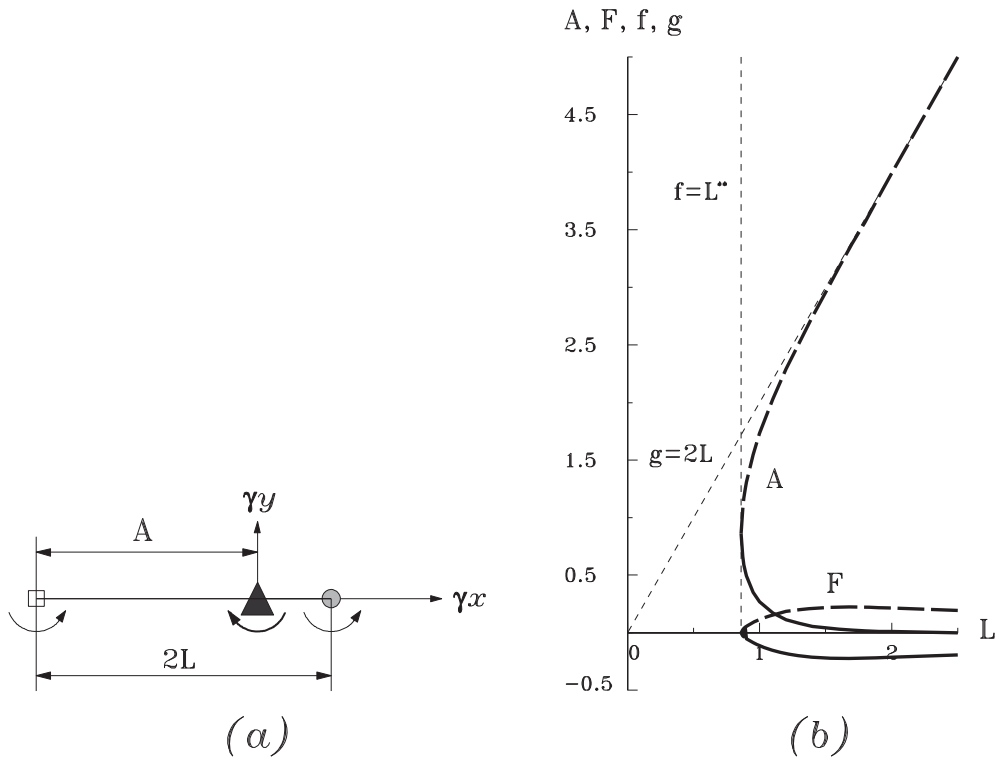 A, F, f, g
4.5
f=L**
3.5
2.5
1.5
g=2L
A
γy
A
0.5
F
γx
L
0
1
2
2L
−0.5
(a)
(b)